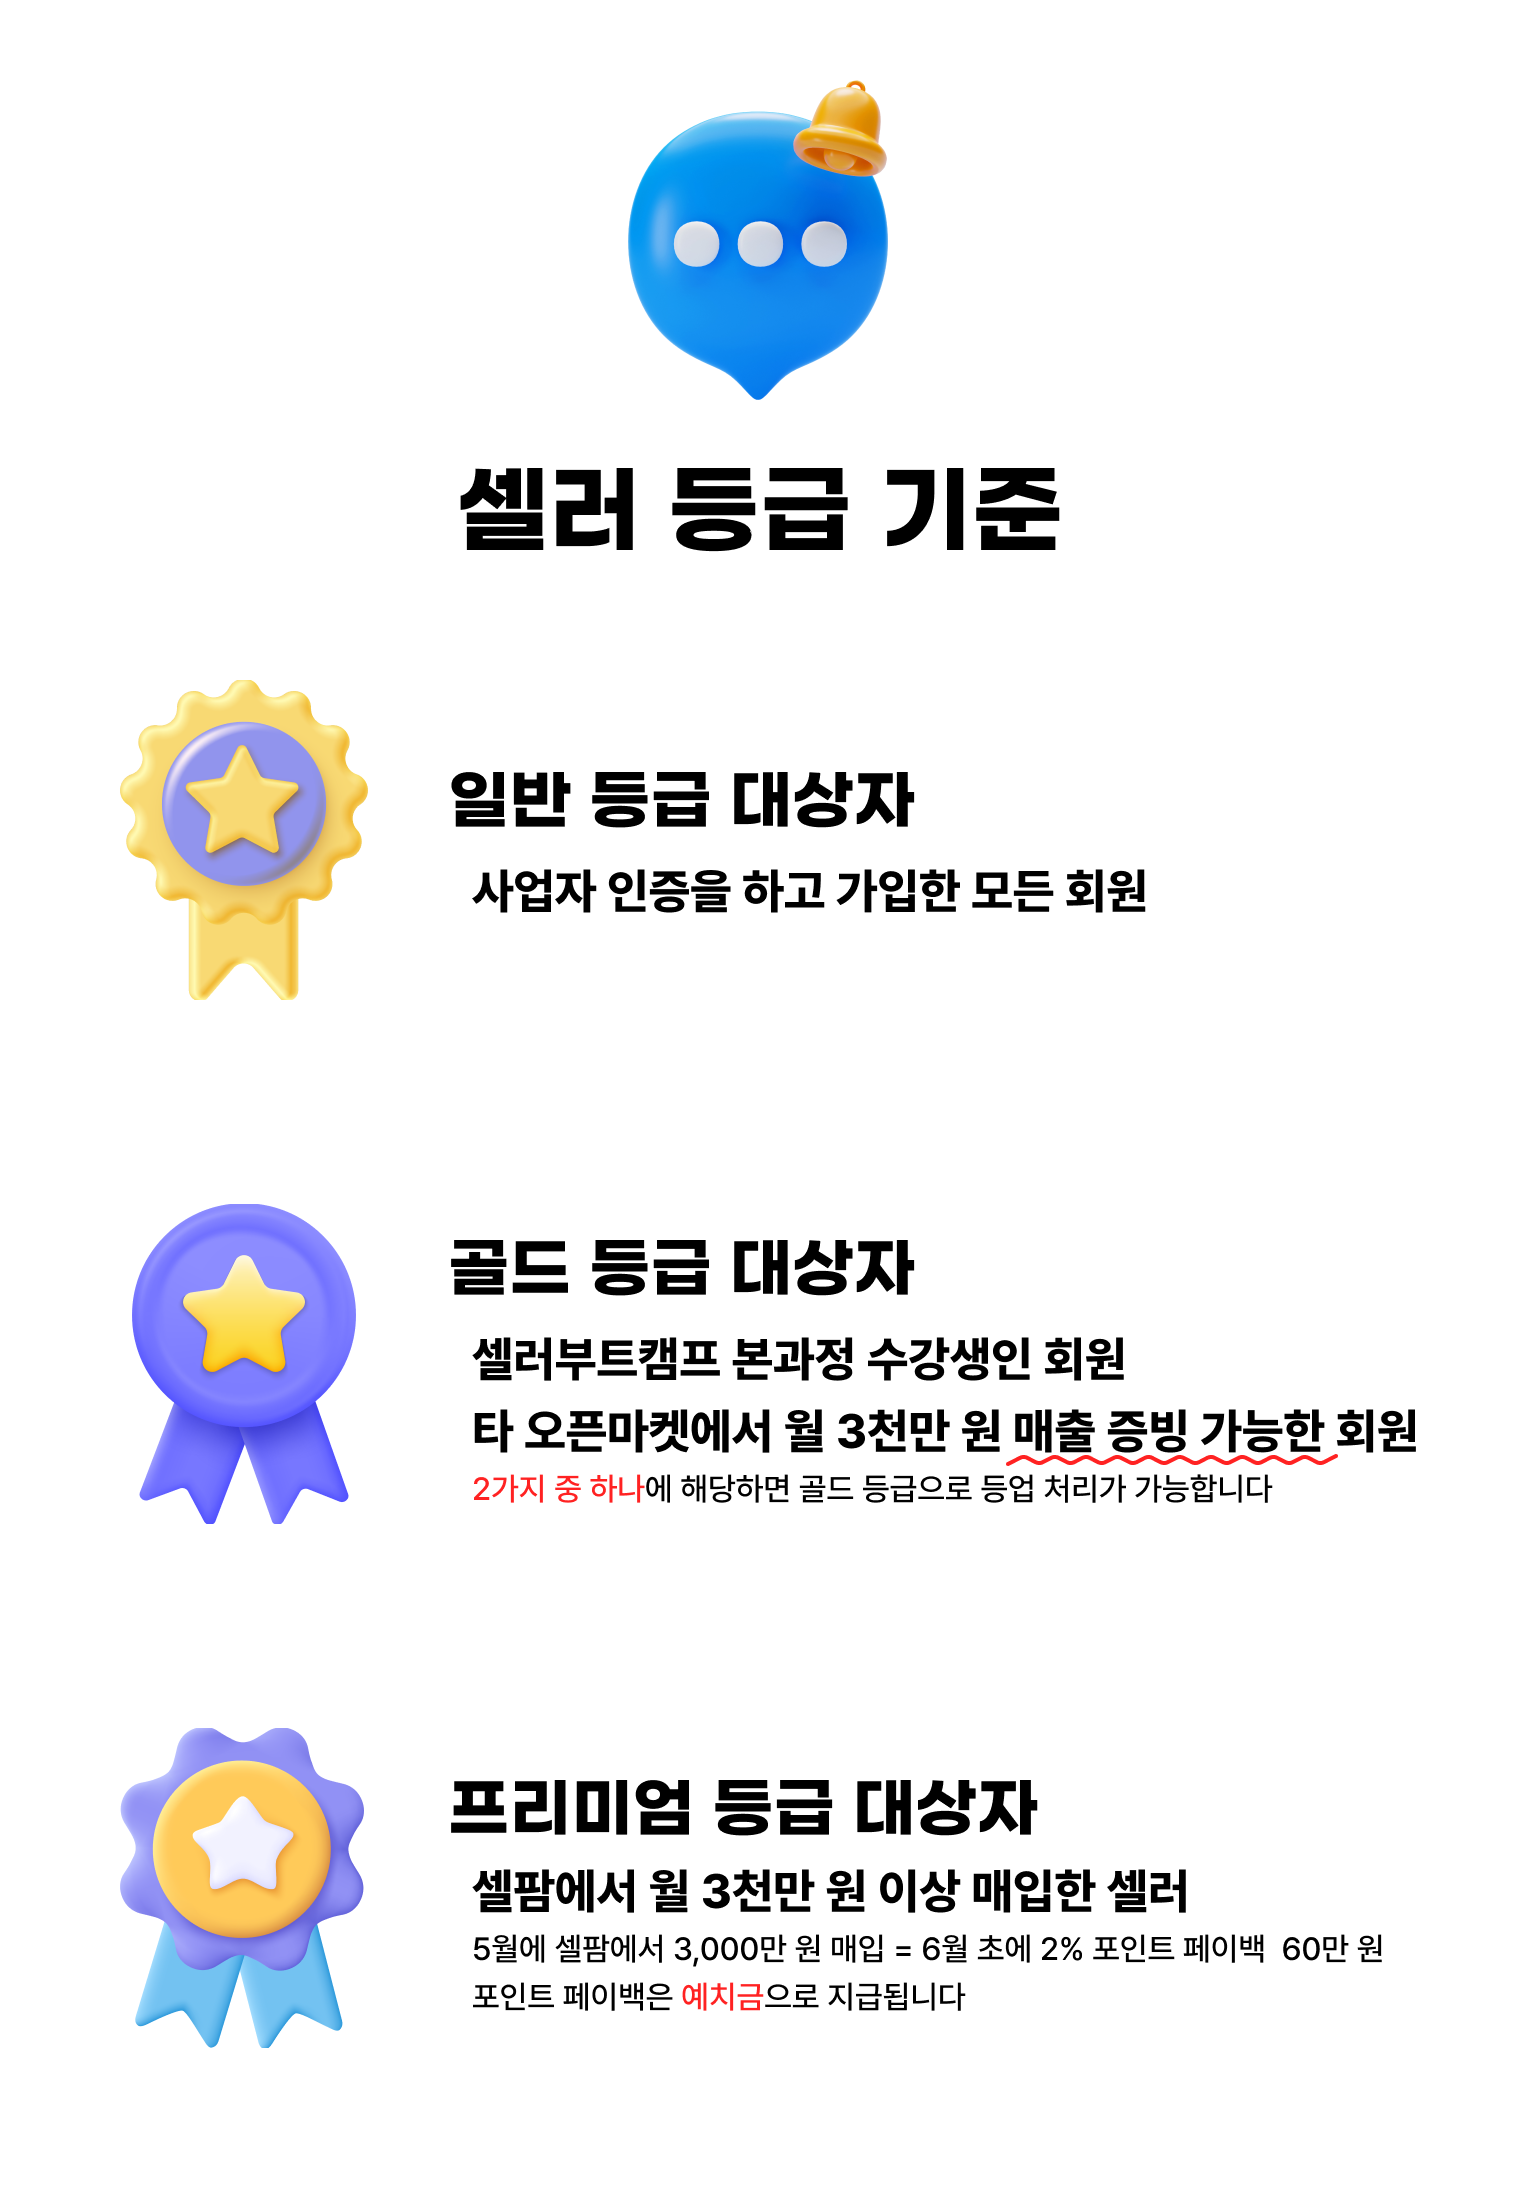 셀러 등급 기준
일반 등급 대상자
사업자 인증을 하고 가입한 모든 회원
골드 등급 대상자
셀러부트캠프 본과정 수강생인 회원
타 오픈마켓에서 월 3천만 원 매출 증빙 가능한 회원
2가지 중 하나에 해당하면 골드 등급으로 등업 처리가 가능합니다
프리미엄 등급 대상자
셀팜에서 월 3천만 원 이상 매입한 셀러
5월에 셀팜에서 3,000만 원 매입 = 6월 초에 2% 포인트 페이백  60만 원
포인트 페이백은 예치금으로 지급됩니다